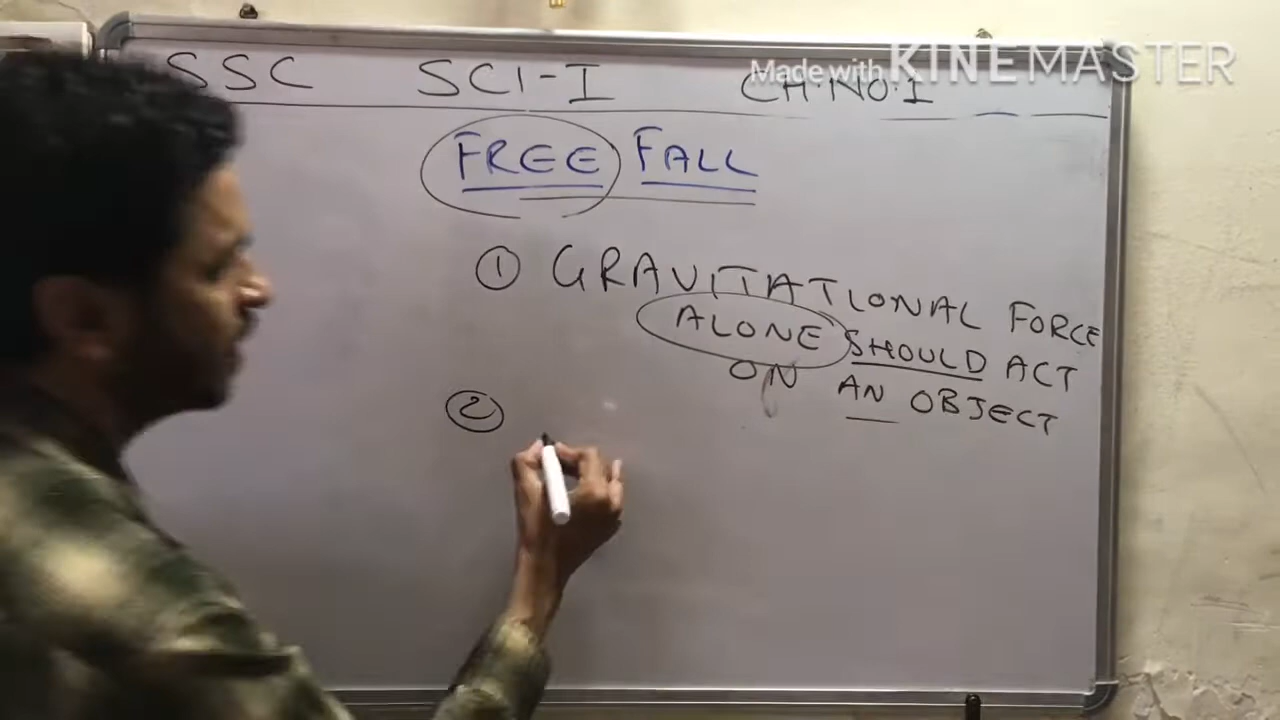 SSC SCI-I CH.NO.1
Made with KINEMASTER
FREE FALL
① GRAVITATIONAL FORCE
ALONE SHOULD ACT
ON AN OBJECT
②